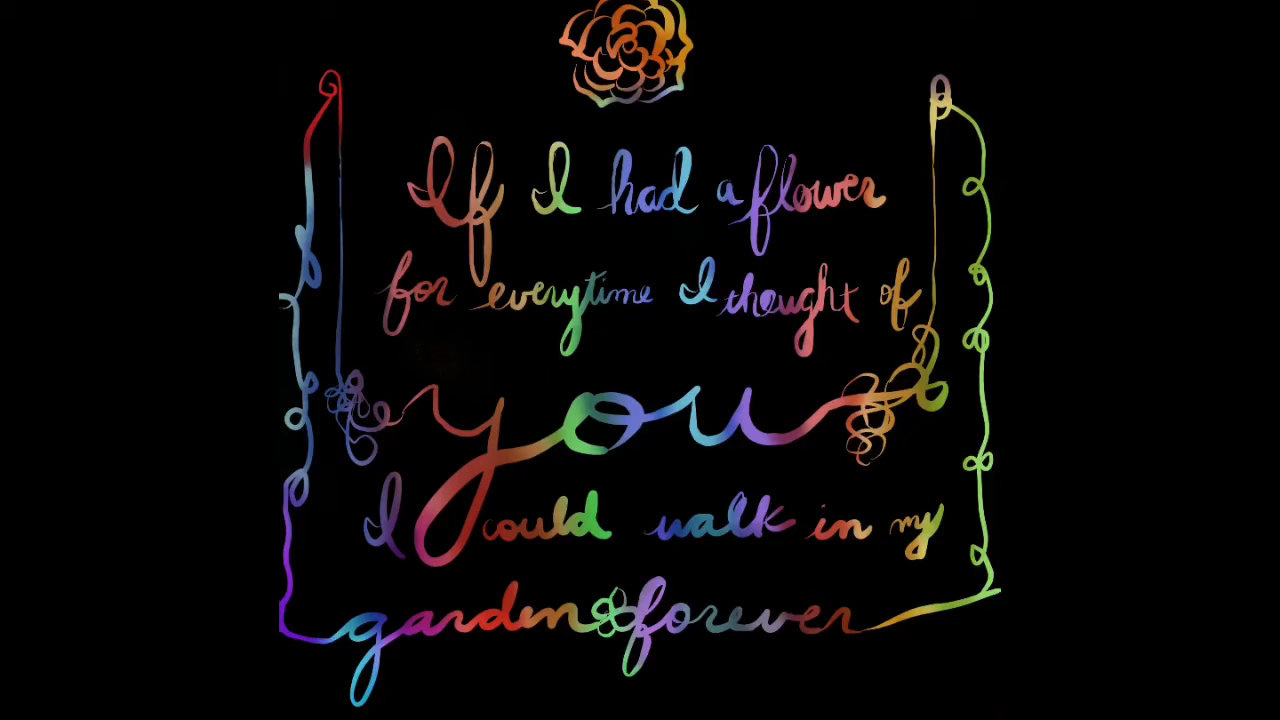 If I had a flower
for everytime I thought of
you
I could walk in my
garden forever